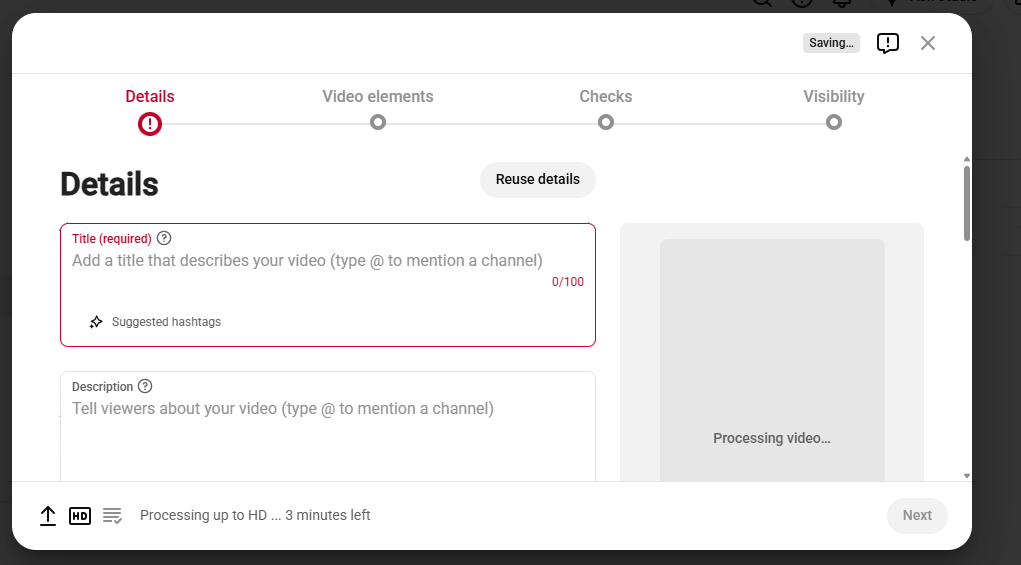 Saving...
Details
Video elements
Checks
Visibility
Details
Reuse details
Title (required)
Add a title that describes your video (type @ to mention a channel)
0/100
Suggested hashtags
Description
Tell viewers about your video (type @ to mention a channel)
Processing video...
HD
Processing up to HD ... 3 minutes left
Next